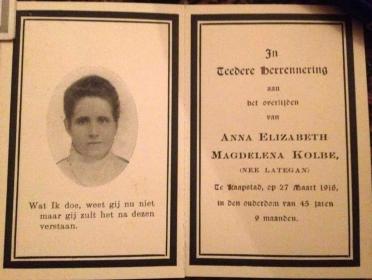 Wat Ik doe, weet gij nu niet
maar gij zult het na dezen
verstaan.
In
Teedere Herrennering
aan
het overlijden
van
ANNA ELIZABETH
MAGDELENA KOLBE,
(NEE LATEGAN)
Te Kaapstad, op 27 Maart 1916,
in den ouderdom van 45 jaren
9 maanden.